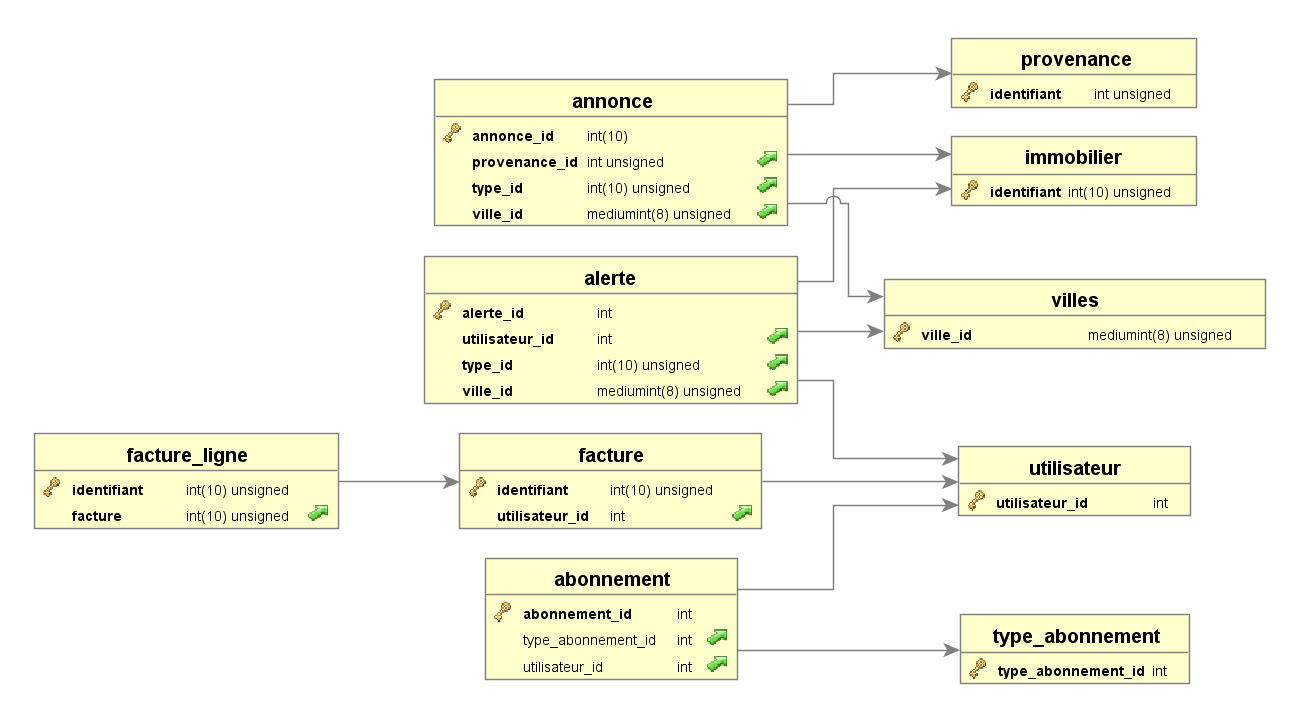 provenance
identifiant int unsigned
annonce
annonce_id int(10)
provenance_id int unsigned
type_id int(10) unsigned
ville_id mediumint(8) unsigned
immobilier
identifiant int(10) unsigned
alerte
alerte_id int
utilisateur_id int
type_id int(10) unsigned
ville_id mediumint(8) unsigned
villes
ville_id mediumint(8) unsigned
facture_ligne
identifiant int(10) unsigned
facture int(10) unsigned
facture
identifiant int(10) unsigned
utilisateur_id int
utilisateur
utilisateur_id int
abonnement
abonnement_id int
type_abonnement_id int
utilisateur_id int
type_abonnement
type_abonnement_id int